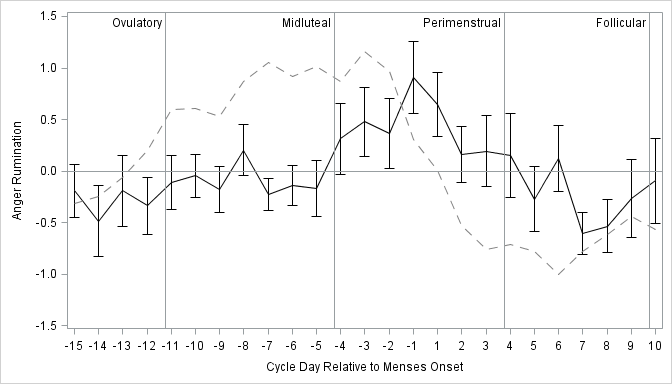 Ovulatory Midluteal Perimenstrual Follicular
1.5
1.0
0.5
0.0
-0.5
-1.0
-1.5
Anger Rumination
-15 -14 -13 -12 -11 -10 -9 -8 -7 -6 -5 -4 -3 -2 -1 1 2 3 4 5 6 7 8 9 10
Cycle Day Relative to Menses Onset